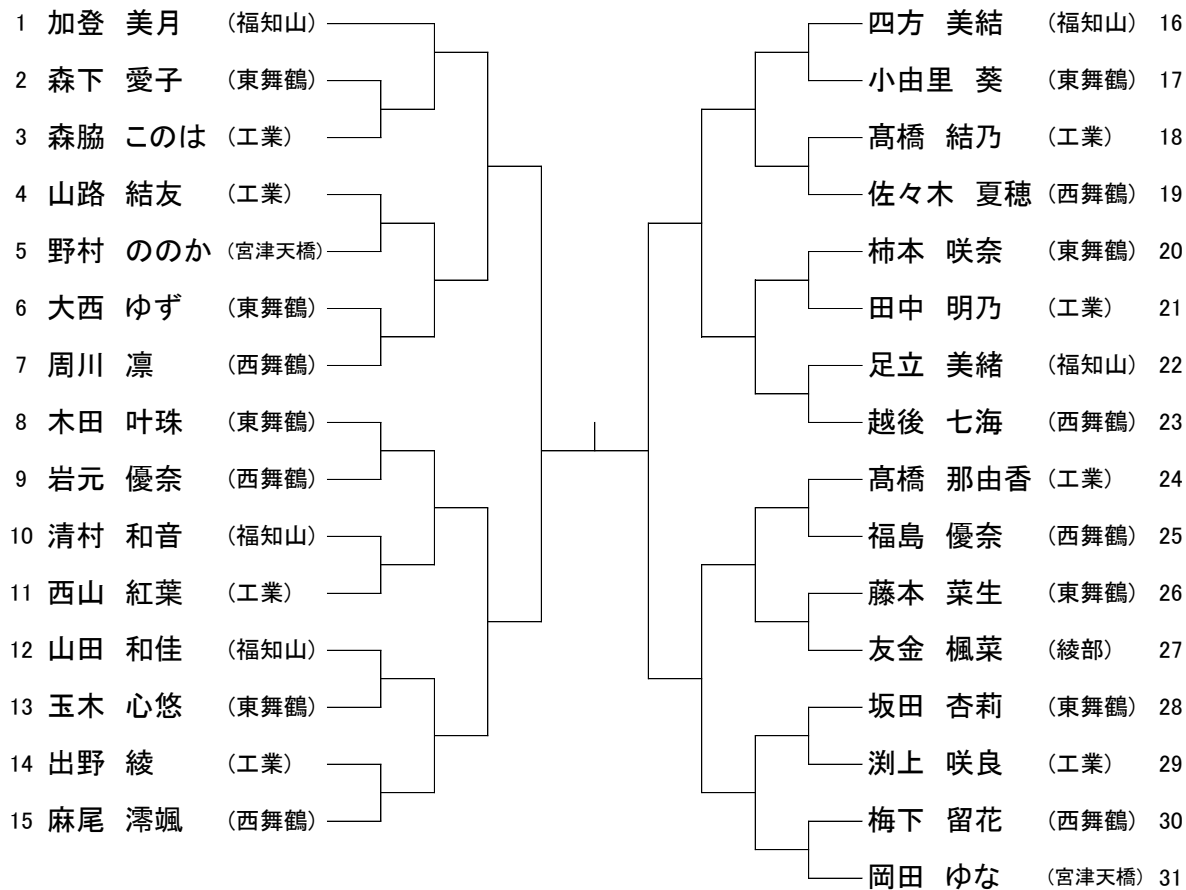 1 加登 美月 (福知山)
2 森下 愛子 (東舞鶴)
3 森脇 このは (工業)
4 山路 結友 (工業)
5 野村 ののか (宮津天橋)
6 大西 ゆず (東舞鶴)
7 周川 凛 (西舞鶴)
8 木田 叶珠 (東舞鶴)
9 岩元 優奈 (西舞鶴)
10 清村 和音 (福知山)
11 西山 紅葉 (工業)
12 山田 和佳 (福知山)
13 玉木 心悠 (東舞鶴)
14 出野 綾 (工業)
15 麻尾 澪颯 (西舞鶴)
四方 美結 (福知山) 16
小由里 葵 (東舞鶴) 17
髙橋 結乃 (工業) 18
佐々木 夏穂 (西舞鶴) 19
柿本 咲奈 (東舞鶴) 20
田中 明乃 (工業) 21
足立 美緒 (福知山) 22
越後 七海 (西舞鶴) 23
髙橋 那由香 (工業) 24
福島 優奈 (西舞鶴) 25
藤本 菜生 (東舞鶴) 26
友金 楓菜 (綾部) 27
坂田 杏莉 (東舞鶴) 28
渕上 咲良 (工業) 29
梅下 留花 (西舞鶴) 30
岡田 ゆな (宮津天橋) 31